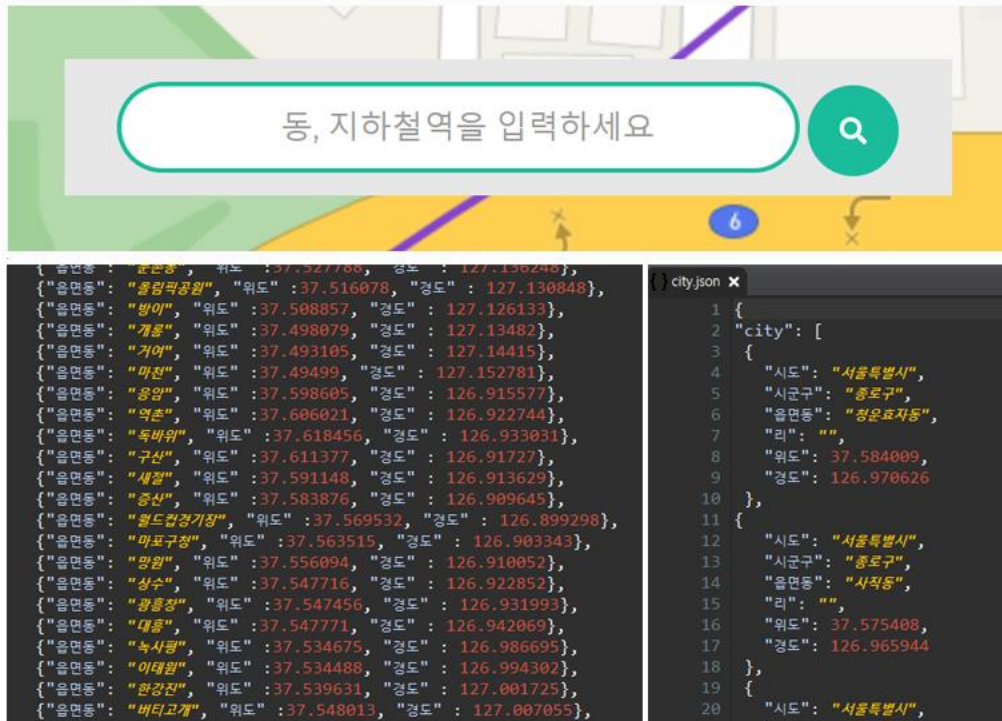 동, 지하철역을 입력하세요
6
{"읍면동": "둔촌동", "위도" :37.527788, "경도" : 127.136248},
{"읍면동": "올림픽공원", "위도" :37.516078, "경도" : 127.130848},
{"읍면동": "방이", "위도" :37.508857, "경도" : 127.126133},
{"읍면동": "개롱", "위도" :37.498079, "경도" : 127.13482},
{"읍면동": "거여", "위도" :37.493105, "경도" : 127.14415},
{"읍면동": "마천", "위도" :37.49499, "경도" : 127.152781},
{"읍면동": "응암", "위도" :37.598605, "경도" : 126.915577},
{"읍면동": "역촌", "위도" :37.606021, "경도" : 126.922744},
{"읍면동": "독바위", "위도" :37.618456, "경도" : 126.933031},
{"읍면동": "구산", "위도" :37.611377, "경도" : 126.91727},
{"읍면동": "새절", "위도" :37.591148, "경도" : 126.913629},
{"읍면동": "증산", "위도" :37.583876, "경도" : 126.909645},
{"읍면동": "월드컵경기장", "위도" :37.569532, "경도" : 126.899298},
{"읍면동": "마포구청", "위도" :37.563515, "경도" : 126.903343},
{"읍면동": "망원", "위도" :37.556094, "경도" : 126.910052},
{"읍면동": "상수", "위도" :37.547716, "경도" : 126.922852},
{"읍면동": "광흥창", "위도" :37.547456, "경도" : 126.931993},
{"읍면동": "대흥", "위도" :37.547771, "경도" : 126.942069},
{"읍면동": "녹사평", "위도" :37.534675, "경도" : 126.986695},
{"읍면동": "이태원", "위도" :37.534488, "경도" : 126.994302},
{"읍면동": "한강진", "위도" :37.539631, "경도" : 127.001725},
{"읍면동": "버티고개", "위도" :37.548013, "경도" : 127.007055},
{ } city.json ×
1 {
2 "city": [
3 {
4 "시도": "서울특별시",
5 "시군구": "종로구",
6 "읍면동": "청운효자동",
7 "리": "",
8 "위도": 37.584009,
9 "경도": 126.970626
10 },
11 {
12 "시도": "서울특별시",
13 "시군구": "종로구",
14 "읍면동": "사직동",
15 "리": "",
16 "위도": 37.575408,
17 "경도": 126.965944
18 },
19 {
20 "시도": "서울특별시",